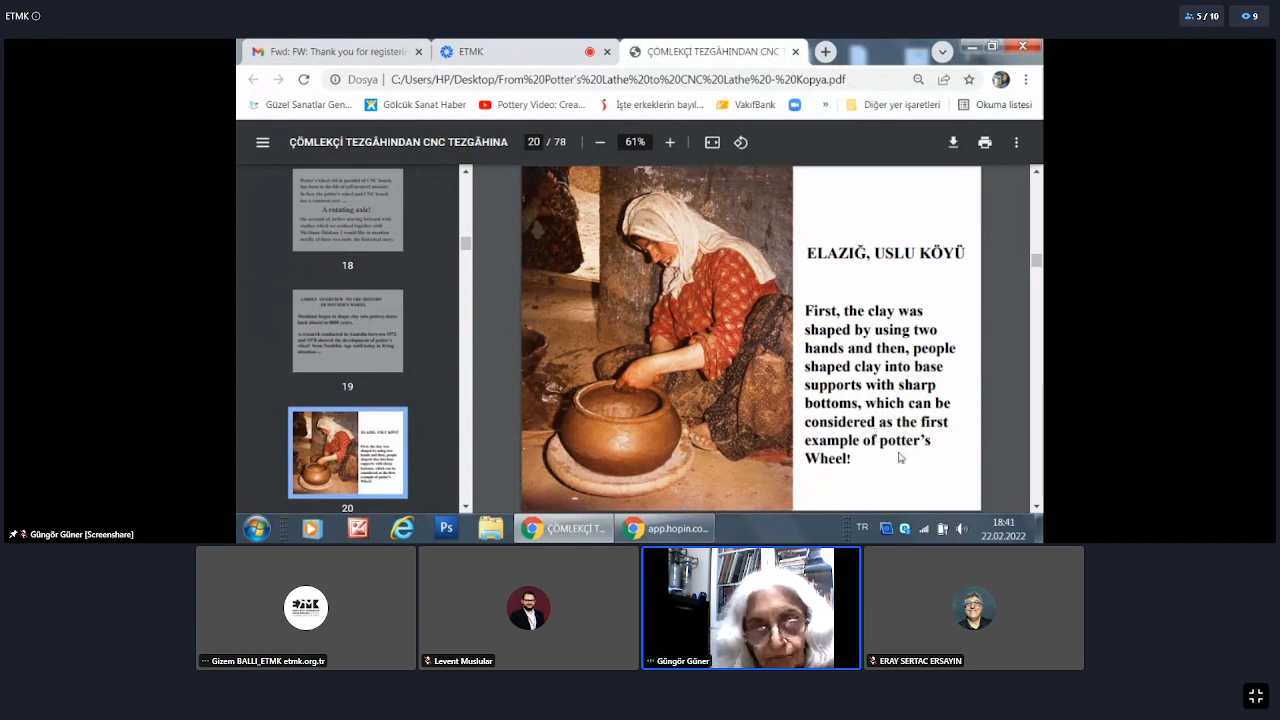 ETMK
5 / 10
9
Fwd: FW: Thank you for registerin
ETMK
ÇÖMLEKÇİ TEZGÂHINDAN CNC T
Dosya
C:/Users/HP/Desktop/From%20Potter's%20Lathe%20to%20CNC%20Lathe%20-%20Kopya.pdf
Güzel Sanatlar Gen...
Gölcük Sanat Haber
Pottery Video: Crea...
İşte erkeklerin bayıl...
VakıfBank
»
Diğer yer işaretleri
Okuma listesi
ÇÖMLEKÇİ TEZGÂHINDAN CNC TEZGÂHINA
20 / 78
61%
A rotating axle!
18
19
20
ELAZIĞ, USLU KÖYÜ
First, the clay was
shaped by using two
hands and then, people
shaped clay into base
supports with sharp
bottoms, which can be
considered as the first
example of potter's
Wheel!
Ps
ÇÖMLEKÇİ T...
app.hopin.co...
TR
18:41
22.02.2022
Güngör Güner [Screenshare]
ETMK
Gizem BALLI_ETMK etmk.org.tr
Levent Muslular
Güngör Güner
ERAY SERTAC ERSAYIN